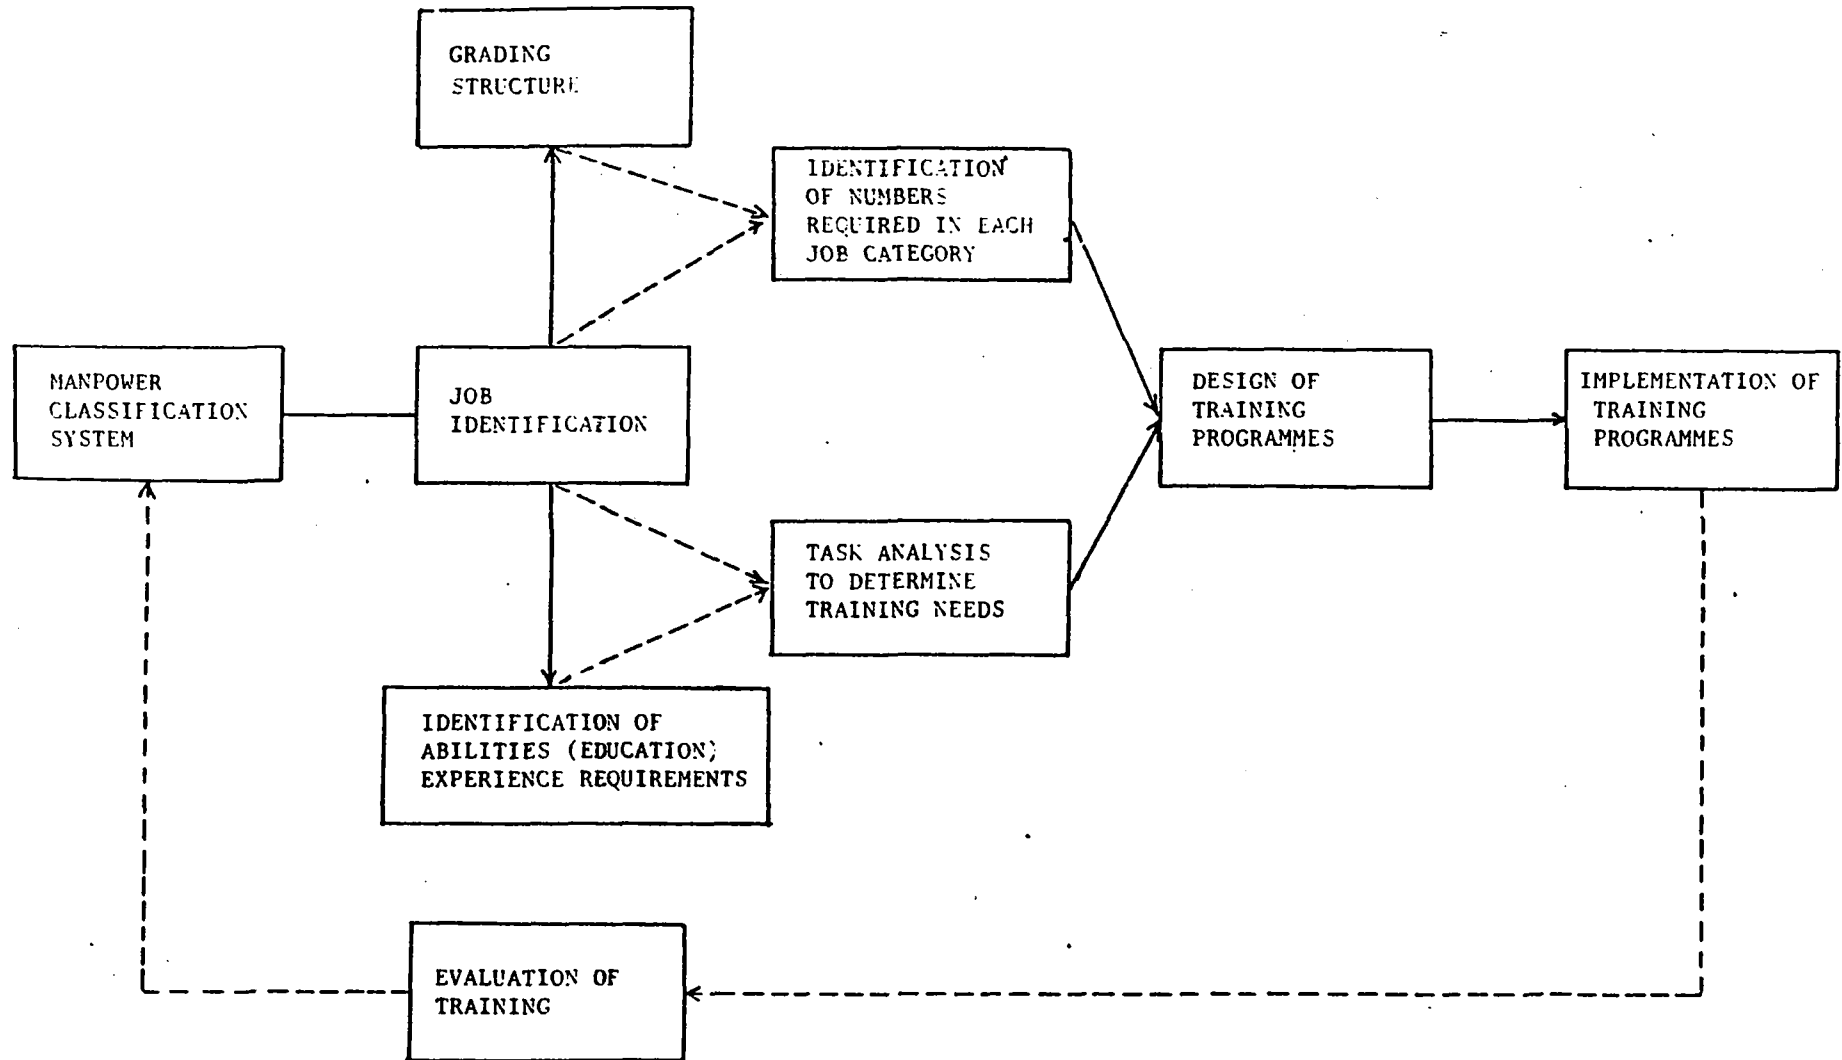 GRADING
STRUCTURE
IDENTIFICATION
OF NUMBERS
REQUIRED IN EACH
JOB CATEGORY
MANPOWER
CLASSIFICATION
SYSTEM
JOB
IDENTIFICATION
DESIGN OF
TRAINING
PROGRAMMES
IMPLEMENTATION OF
TRAINING
PROGRAMMES
TASK ANALYSIS
TO DETERMINE
TRAINING NEEDS
IDENTIFICATION OF
ABILITIES (EDUCATION)
EXPERIENCE REQUIREMENTS
EVALUATION OF
TRAINING